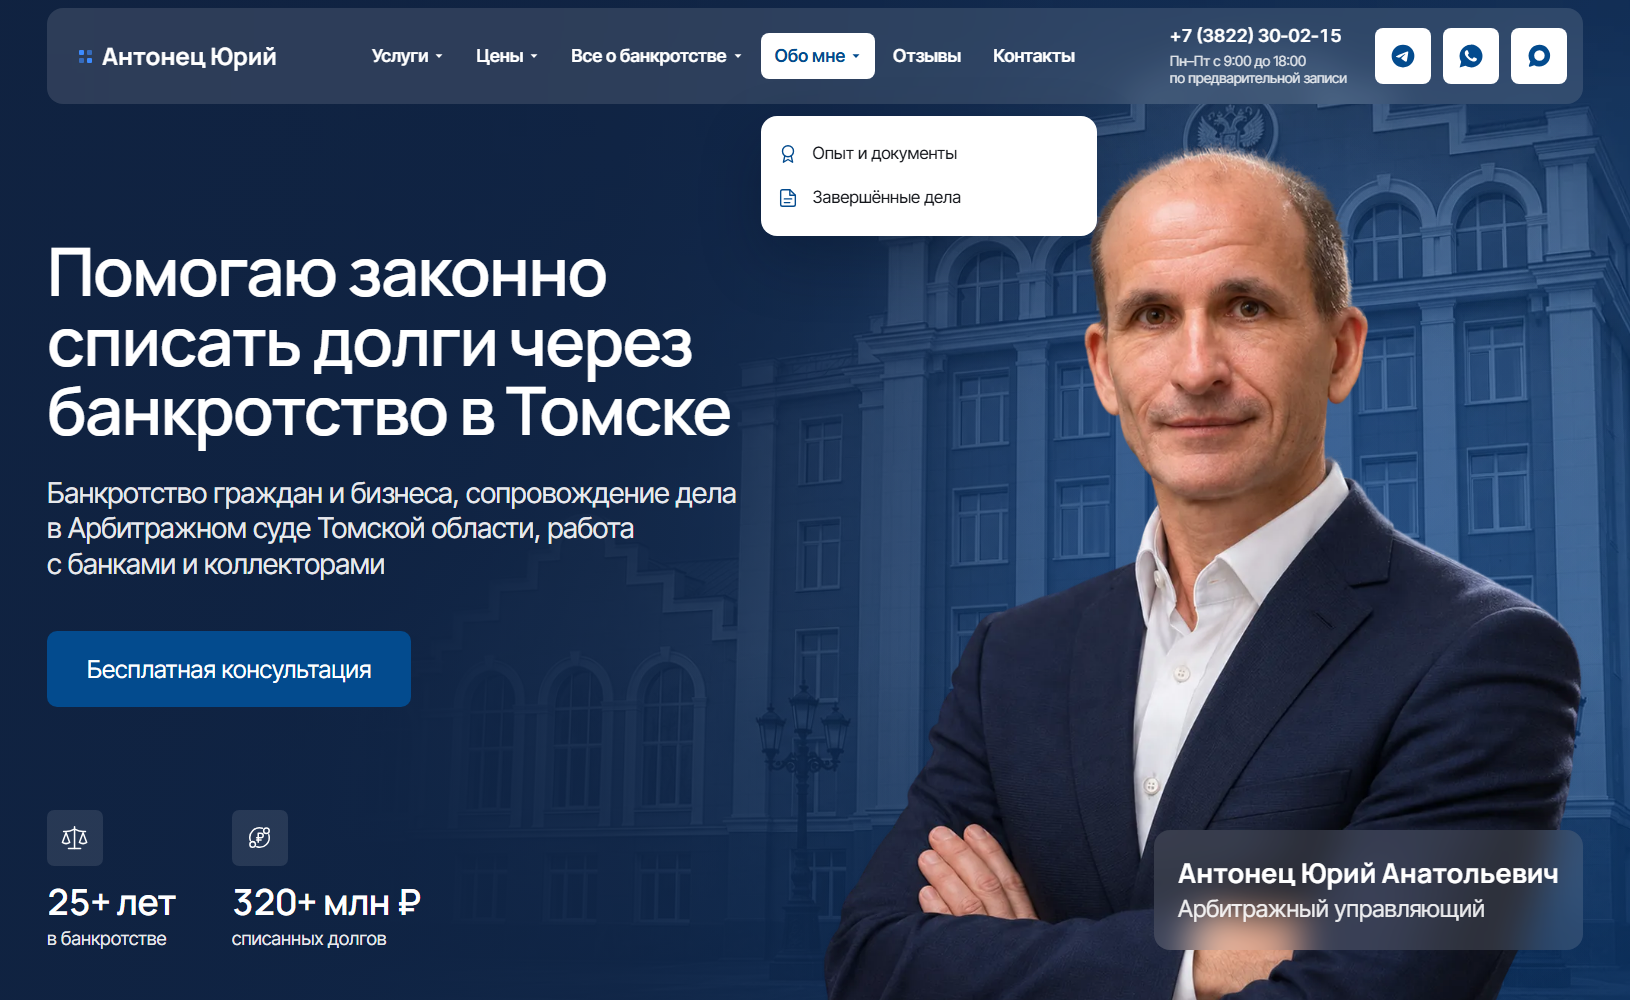 Антонец Юрий
Услуги
Цены
Все о банкротстве
Обо мне
Отзывы
Контакты
+7 (3822) 30-02-15
Пн–Пт с 9:00 до 18:00
по предварительной записи
Опыт и документы
Завершённые дела
Помогаю законно
списать долги через
банкротство в Томске
Банкротство граждан и бизнеса, сопровождение дела
в Арбитражном суде Томской области, работа
с банками и коллекторами
Бесплатная консультация
25+ лет
в банкротстве
320+ млн ₽
списанных долгов
Антонец Юрий Анатольевич
Арбитражный управляющий